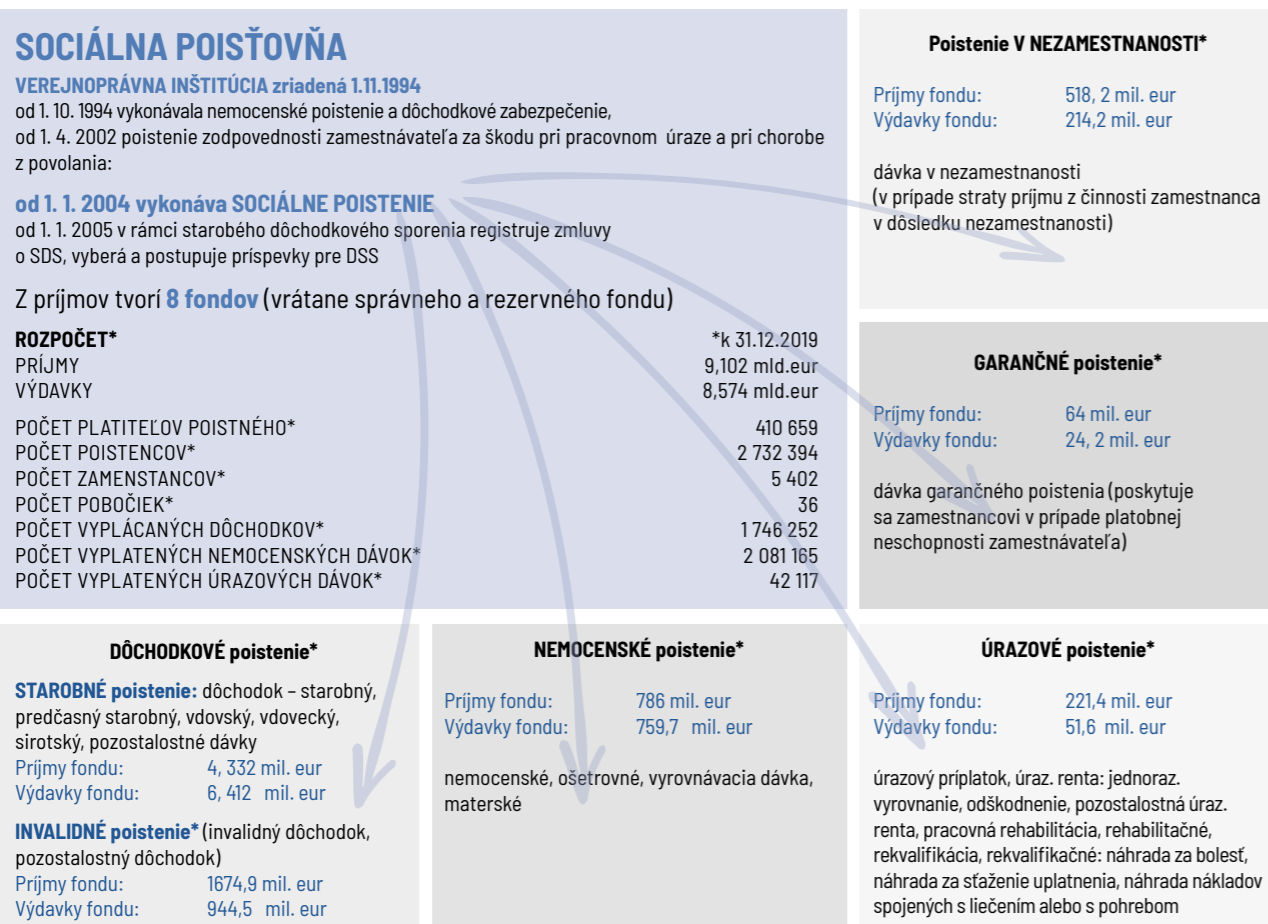 SOCIÁLNA POISŤOVŇA
VEREJNOPRÁVNA INŠTITÚCIA zriadená 1.11.1994
od 1. 10. 1994 vykonávala nemocenské poistenie a dôchodkové zabezpečenie,
od 1. 4. 2002 poistenie zodpovednosti zamestnávateľa za škodu pri pracovnom úraze a pri chorobe
z povolania:
od 1. 1. 2004 vykonáva SOCIÁLNE POISTENIE
od 1. 1. 2005 v rámci starobého dôchodkového sporenia registruje zmluvy
o SDS, vyberá a postupuje príspevky pre DSS
Z príjmov tvorí 8 fondov (vrátane správneho a rezervného fondu)
ROZPOČET* *k 31.12.2019
PRÍJMY 9,102 mld.eur
VÝDAVKY 8,574 mld.eur
POČET PLATITEĽOV POISTNÉHO* 410 659
POČET POISTENCOV* 2 732 394
POČET ZAMENSTANCOV* 5 402
POČET POBOČIEK* 36
POČET VYPLÁCANÝCH DÔCHODKOV* 1 746 252
POČET VYPLATENÝCH NEMOCENSKÝCH DÁVOK* 2 081 165
POČET VYPLATENÝCH ÚRAZOVÝCH DÁVOK* 42 117
Poistenie V NEZAMESTNANOSTI*
Príjmy fondu: 518, 2 mil. eur
Výdavky fondu: 214,2 mil. eur
dávka v nezamestnanosti
(v prípade straty príjmu z činnosti zamestnanca
v dôsledku nezamestnanosti)
GARANČNÉ poistenie*
Príjmy fondu: 64 mil. eur
Výdavky fondu: 24, 2 mil. eur
dávka garančného poistenia (poskytuje
sa zamestnancovi v prípade platobnej
neschopnosti zamestnávateľa)
DÔCHODKOVÉ poistenie*
STAROBNÉ poistenie: dôchodok – starobný,
predčasný starobný, vdovský, vdovecký,
sirotský, pozostalostné dávky
Príjmy fondu: 4, 332 mil. eur
Výdavky fondu: 6, 412 mil. eur
INVALIDNÉ poistenie* (invalidný dôchodok,
pozostalostný dôchodok)
Príjmy fondu: 1674,9 mil. eur
Výdavky fondu: 944,5 mil. eur
NEMOCENSKÉ poistenie*
Príjmy fondu: 786 mil. eur
Výdavky fondu: 759,7 mil. eur
nemocenské, ošetrovné, vyrovnávacia dávka,
materské
ÚRAZOVÉ poistenie*
Príjmy fondu: 221,4 mil. eur
Výdavky fondu: 51,6 mil. eur
úrazový príplatok, úraz. renta: jednoraz.
vyrovnanie, odškodnenie, pozostalostná úraz.
renta, pracovná rehabilitácia, rehabilitačné,
rekvalifikácia, rekvalifikačné: náhrada za bolesť,
náhrada za sťaženie uplatnenia, náhrada nákladov
spojených s liečením alebo s pohrebom